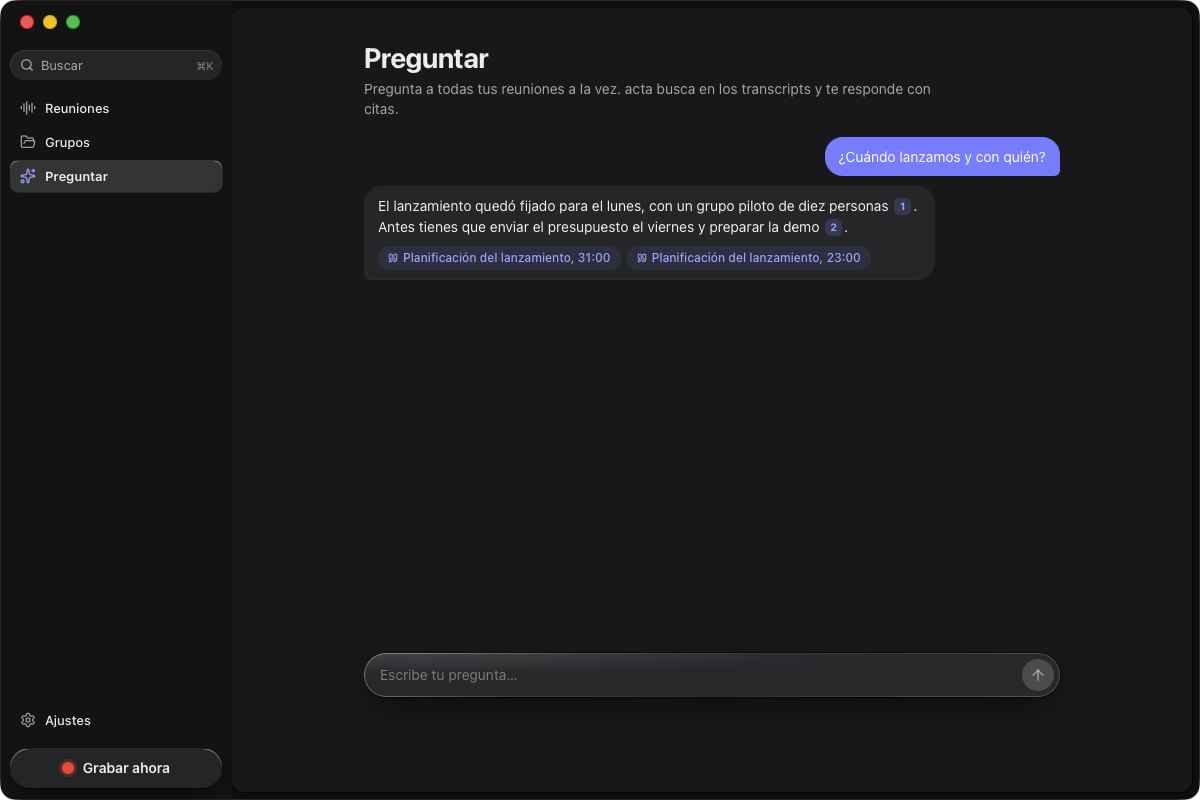 Buscar ⌘K
Reuniones
Grupos
Preguntar
Ajustes
Grabar ahora
Preguntar
Pregunta a todas tus reuniones a la vez. acta busca en los transcripts y te responde con
citas.
¿Cuándo lanzamos y con quién?
El lanzamiento quedó fijado para el lunes, con un grupo piloto de diez personas 1.
Antes tienes que enviar el presupuesto el viernes y preparar la demo 2.
Planificación del lanzamiento, 31:00
Planificación del lanzamiento, 23:00
Escribe tu pregunta...